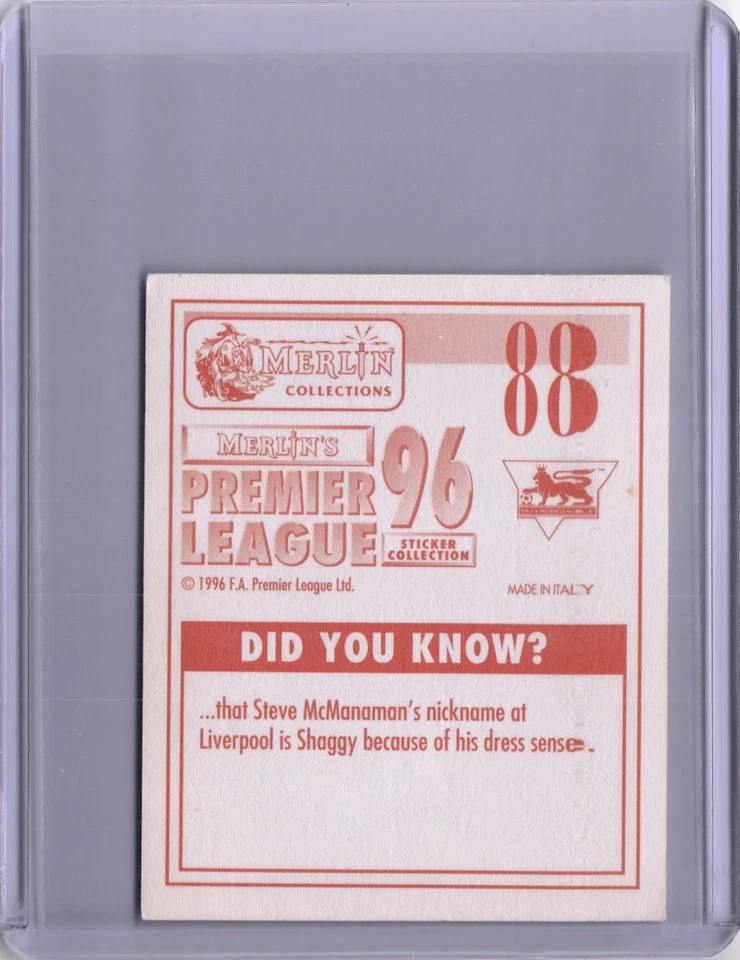 MERLIN
COLLECTIONS
88
MERLIN'S
PREMIER
LEAGUE
96
STICKER
COLLECTION
© 1996 F.A. Premier League Ltd.
MADE IN ITALY
DID YOU KNOW?
...that Steve McManaman's nickname at
Liverpool is Shaggy because of his dress sense.